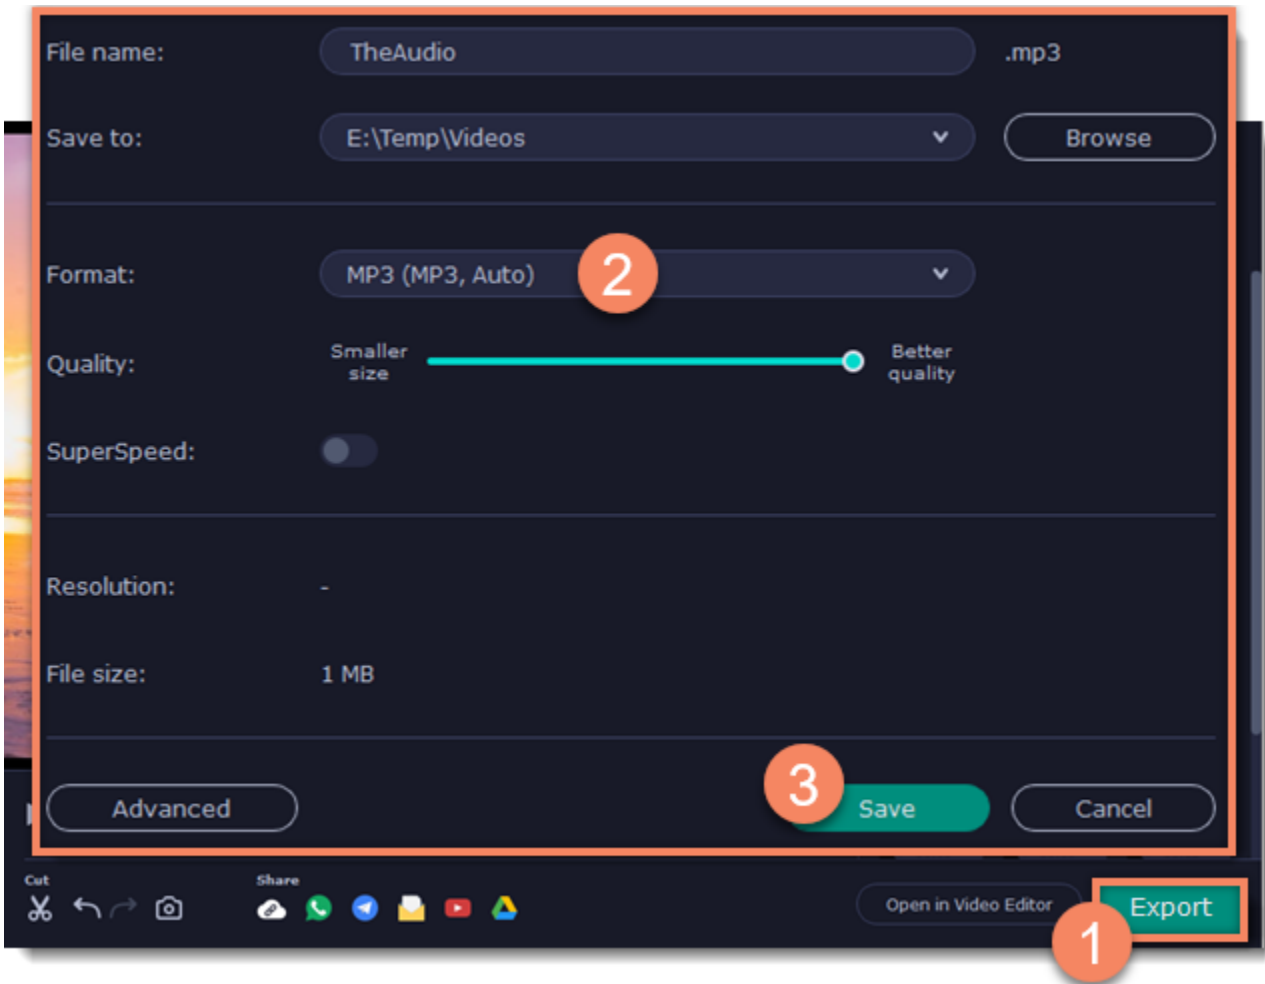 File name: TheAudio .mp3
Save to: E:\Temp\Videos Browse
Format: MP3 (MP3, Auto) 2
Quality: Smaller size Better quality
SuperSpeed:
Resolution: -
File size: 1 MB
Advanced 3 Save Cancel
Cut Share
Open in Video Editor 1 Export